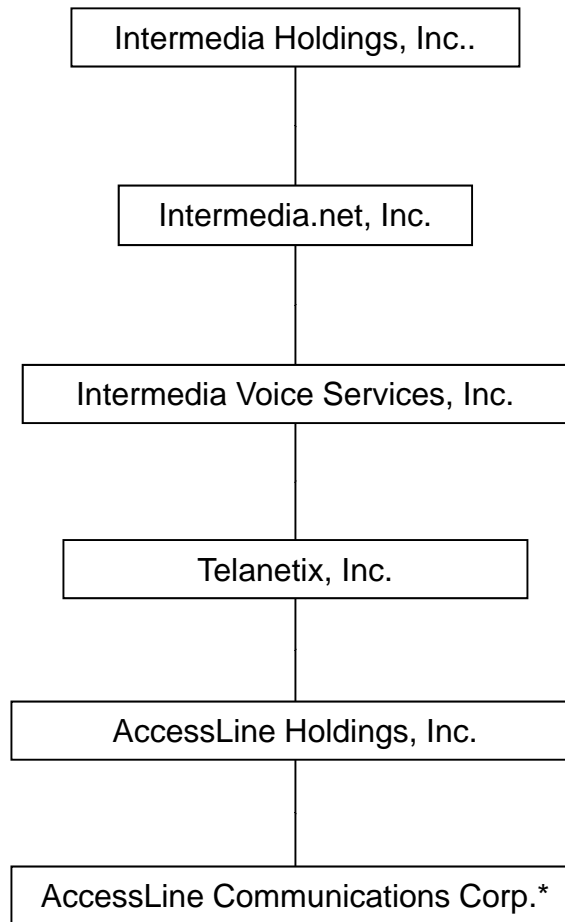 Intermedia Holdings, Inc..
Intermedia.net, Inc.
Intermedia Voice Services, Inc.
Telanetix, Inc.
AccessLine Holdings, Inc.
AccessLine Communications Corp.*